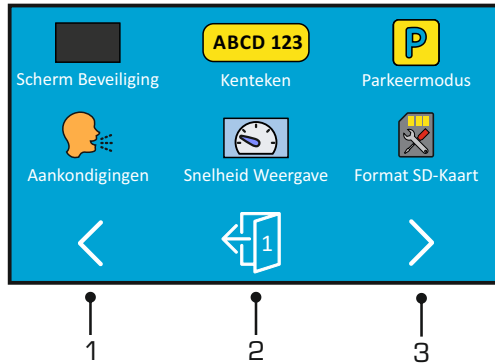 ABCD 123
P
Scherm Beveiliging
Kenteken
Parkeermodus
Aankondigingen
Snelheid Weergave
Format SD-Kaart
1
1
2
3